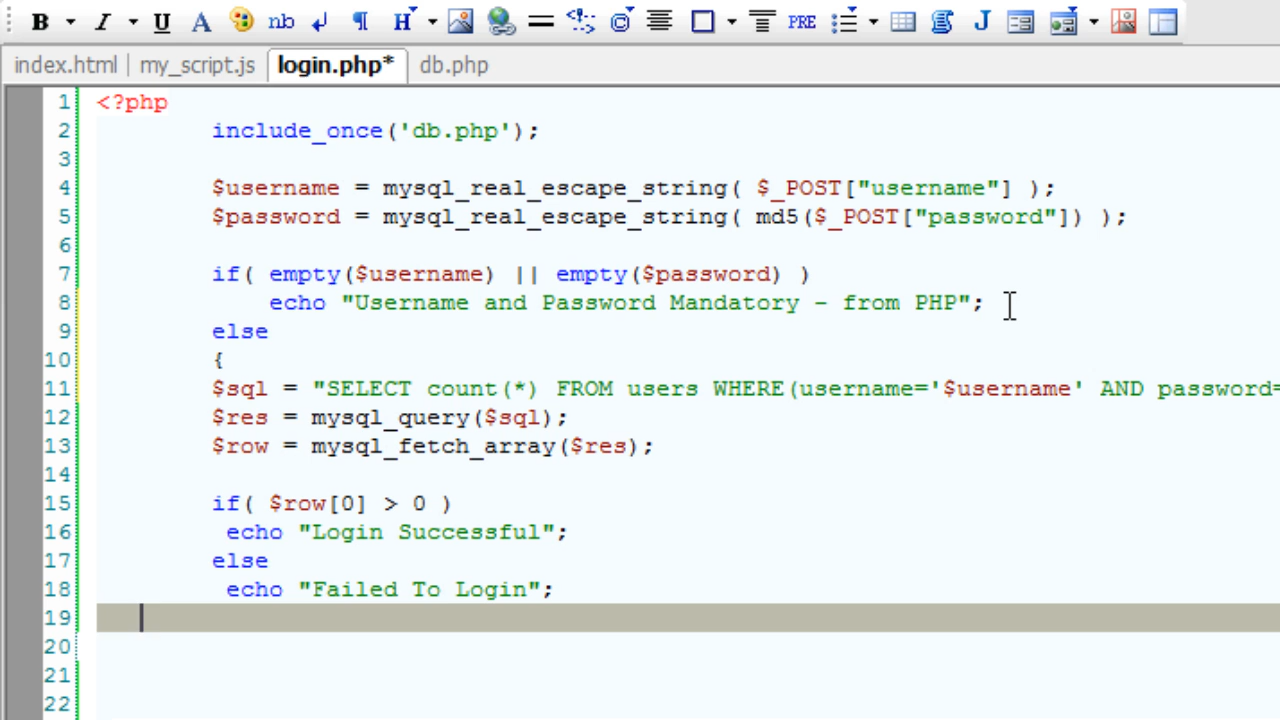 B I U A nb ¶ H © PRE J
index.html | my_script.js login.php* db.php
1 <?php
2 include_once('db.php');
3
4 $username = mysql_real_escape_string( $_POST["username"] );
5 $password = mysql_real_escape_string( md5($_POST["password"]) );
6
7 if( empty($username) || empty($password) )
8 echo "Username and Password Mandatory - from PHP";
9 else
10 {
11 $sql = "SELECT count(*) FROM users WHERE(username='$username' AND password=
12 $res = mysql_query($sql);
13 $row = mysql_fetch_array($res);
14
15 if( $row[0] > 0 )
16 echo "Login Successful";
17 else
18 echo "Failed To Login";
19
20
21
22